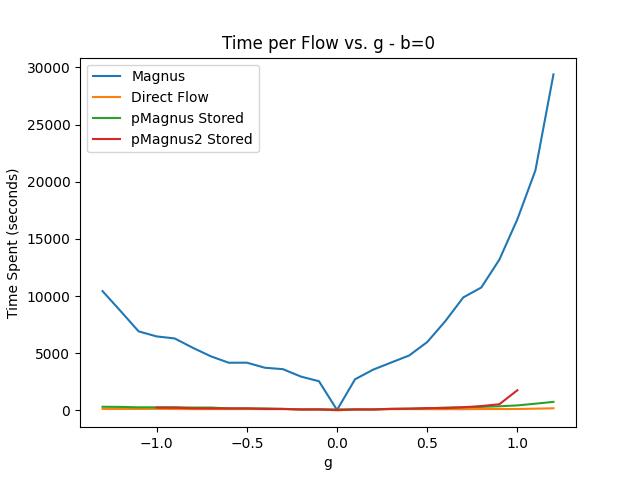 Time per Flow vs. g - b=0
Time Spent (seconds)
30000
25000
20000
15000
10000
5000
0
Magnus
Direct Flow
pMagnus Stored
pMagnus2 Stored
−1.0 −0.5 0.0 0.5 1.0
g